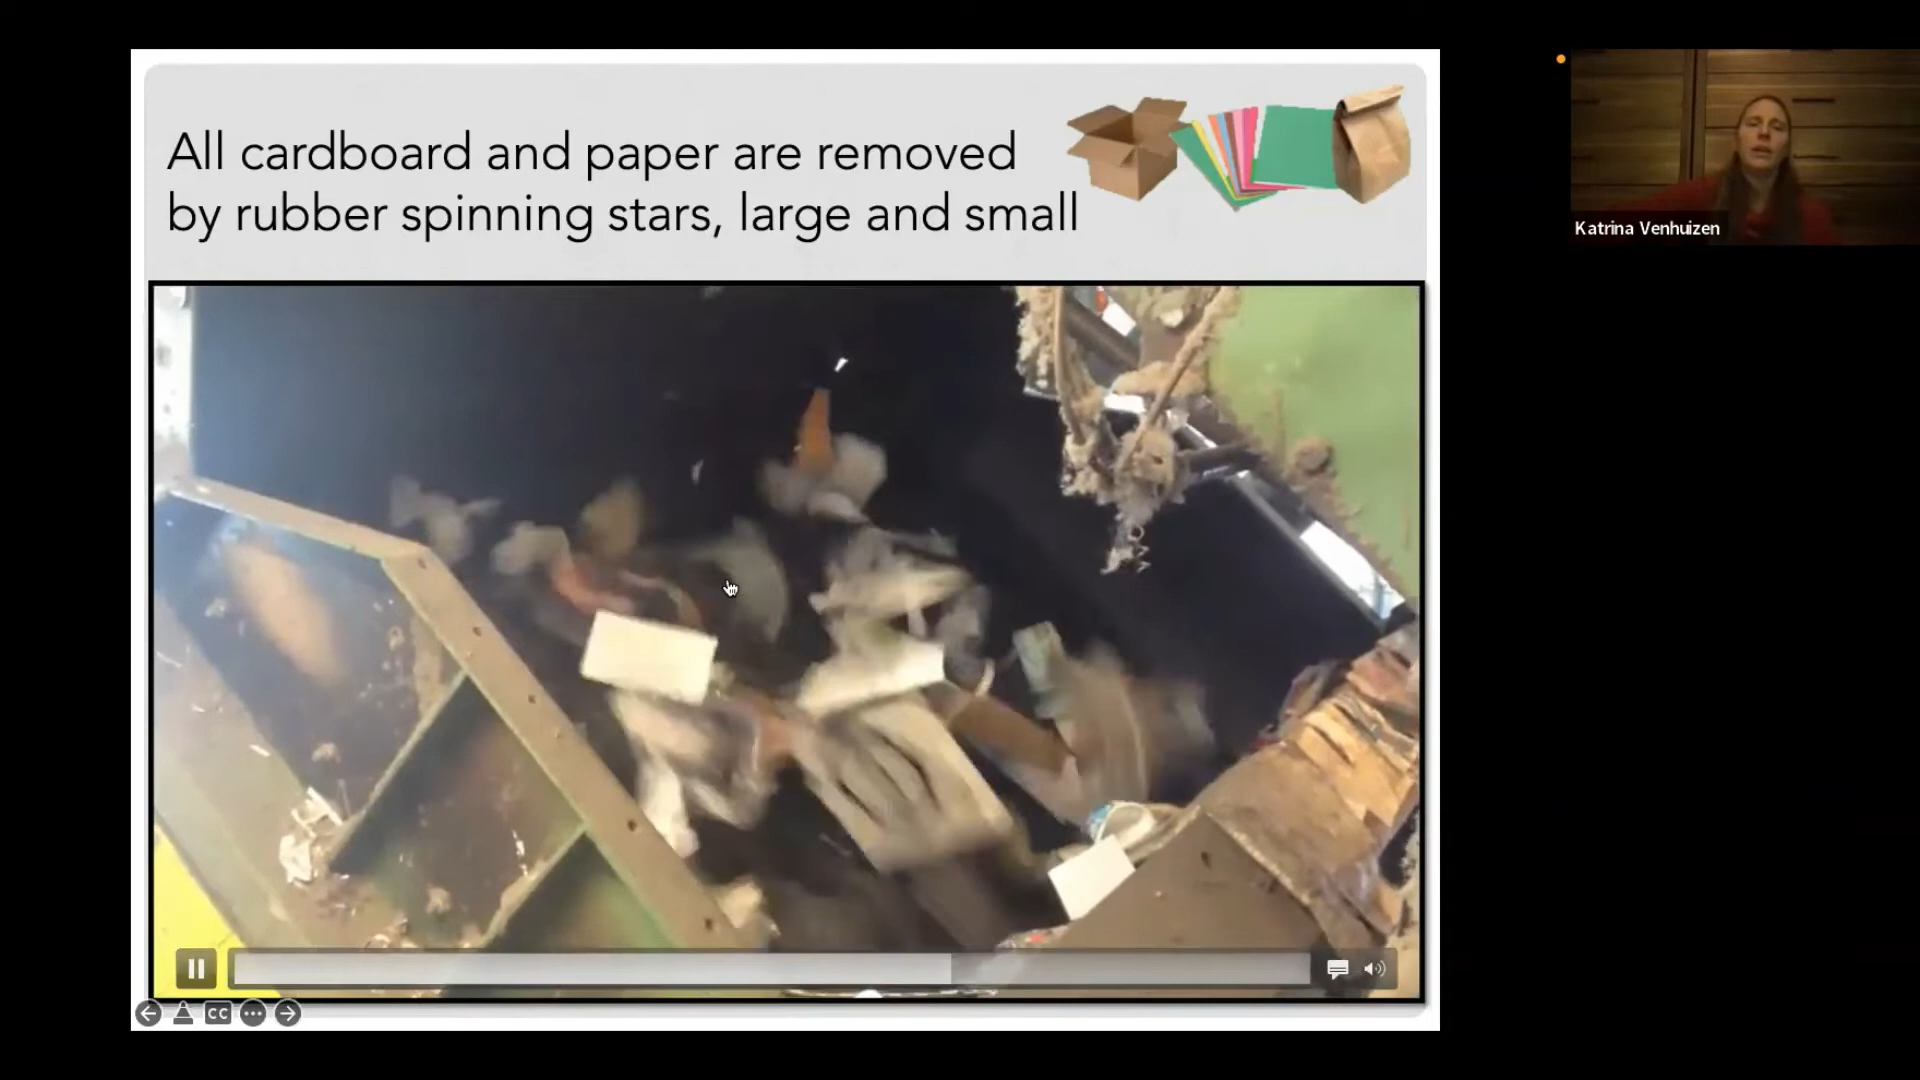 All cardboard and paper are removed
by rubber spinning stars, large and small
Katrina Venhuizen
CC